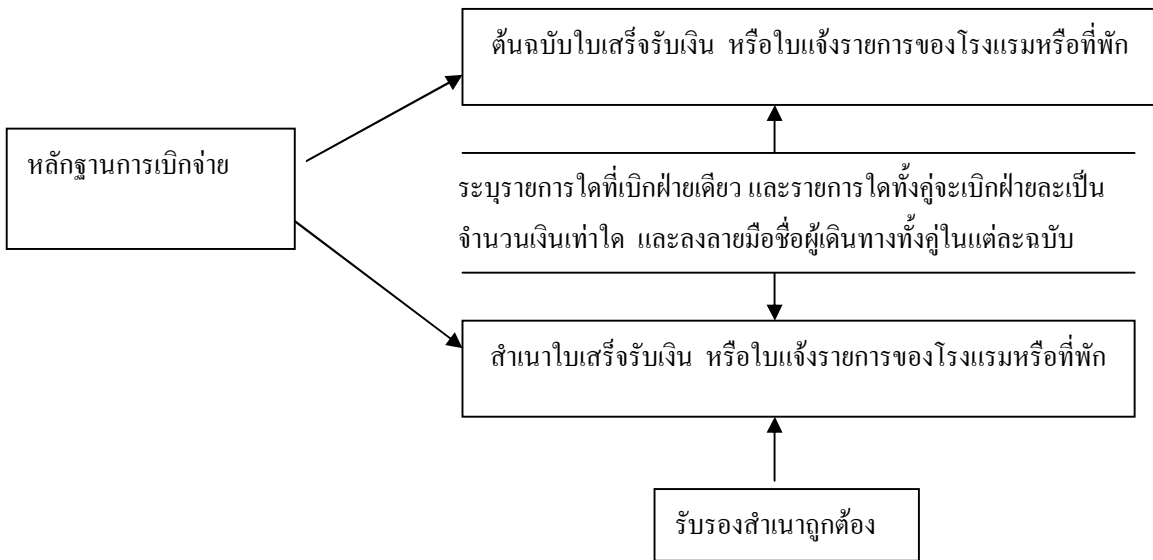 ต้นฉบับใบเสร็จรับเงิน หรือใบแจ้งรายการของโรงแรมหรือที่พัก
หลักฐานการเบิกจ่าย
ระบุรายการใดที่เบิกฝ่ายเดียว และรายการใดทั้งคู่จะเบิกฝ่ายละเป็น
จำนวนเงินเท่าใด และลงลายมือชื่อผู้เดินทางทั้งคู่ในแต่ละฉบับ
สำเนาใบเสร็จรับเงิน หรือใบแจ้งรายการของโรงแรมหรือที่พัก
รับรองสำเนาถูกต้อง